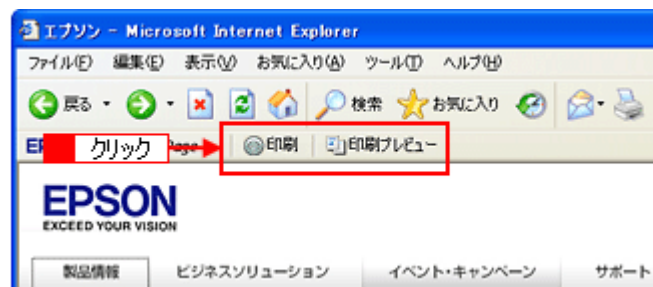 エプソン - Microsoft Internet Explorer
ファイル(F) 編集(E) 表示(V) お気に入り(A) ツール(T) ヘルプ(H)
戻る 検索 お気に入り
クリック Page 印刷 印刷プレビュー
EPSON
EXCEED YOUR VISION
製品情報 ビジネスソリューション イベント・キャンペーン サポート